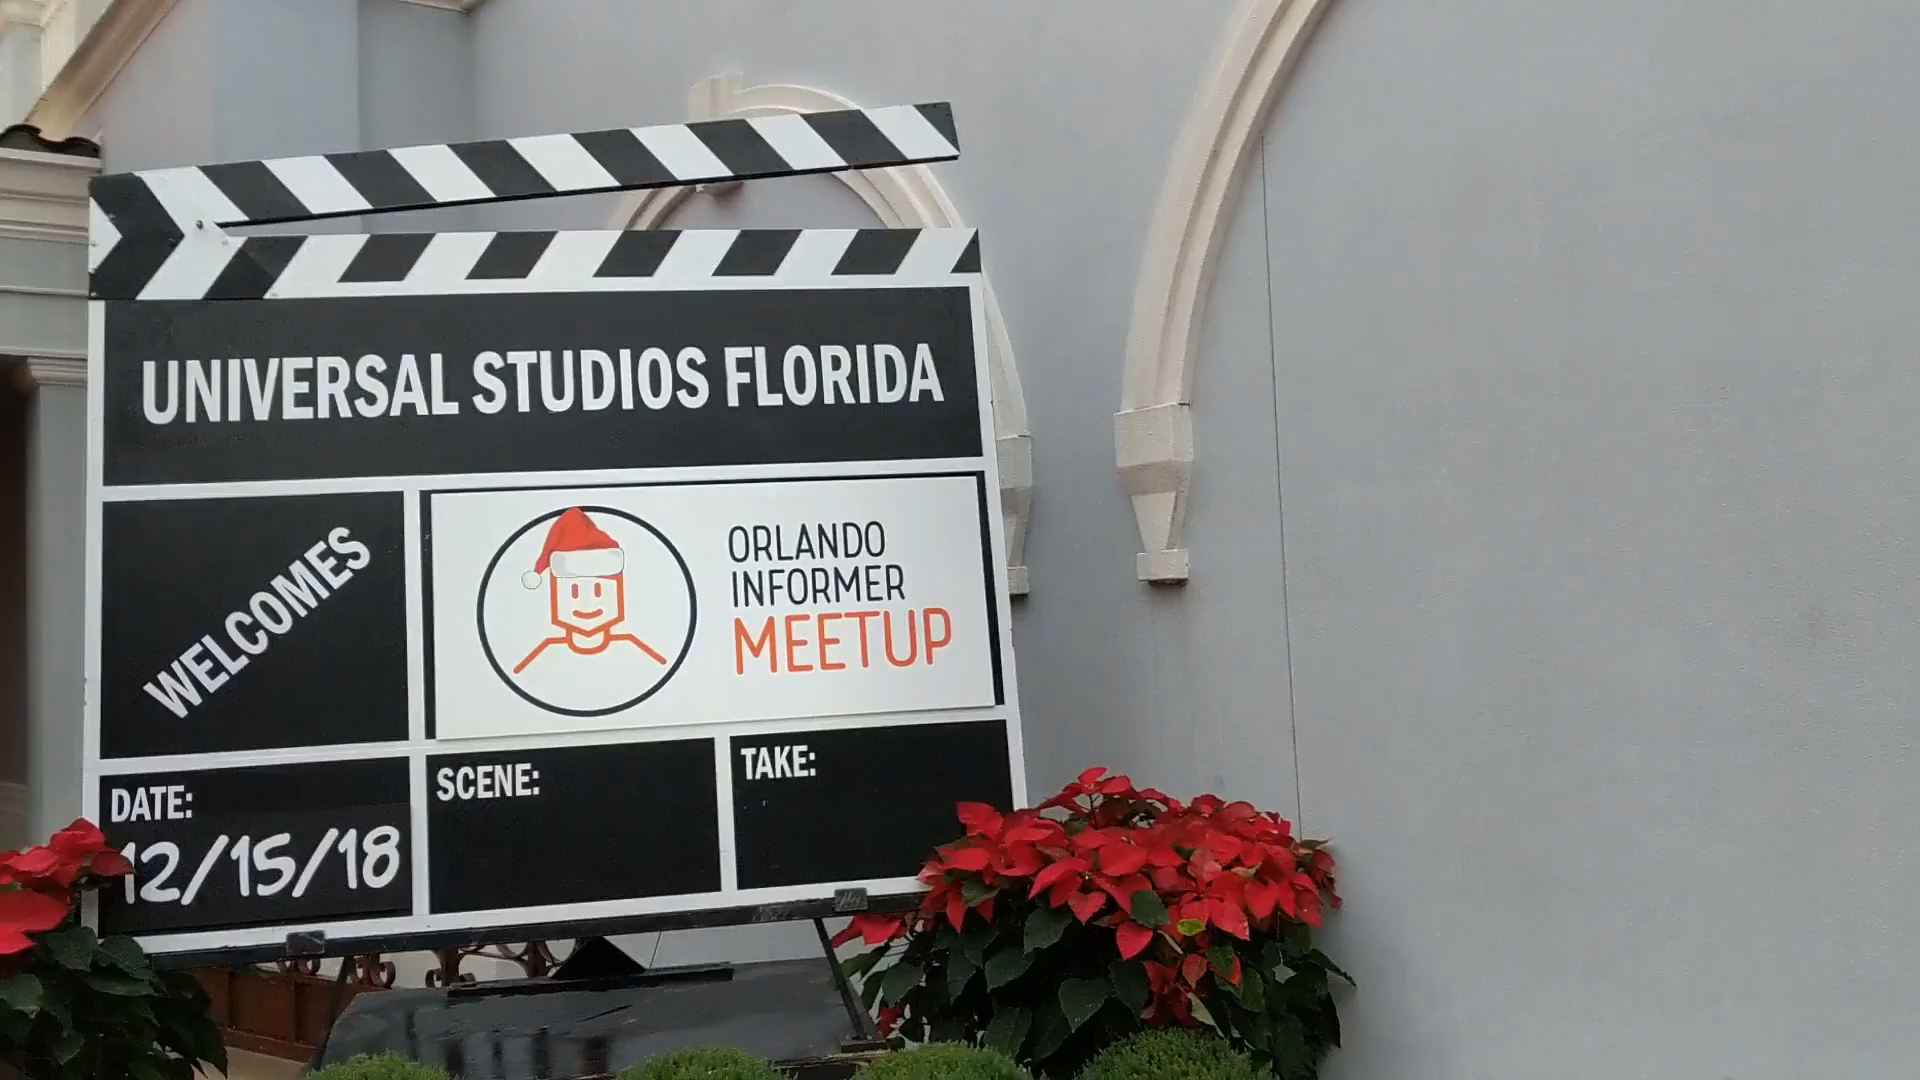 UNIVERSAL STUDIOS FLORIDA
WELCOMES
ORLANDO
INFORMER
MEETUP
DATE:
12/15/18
SCENE:
TAKE: